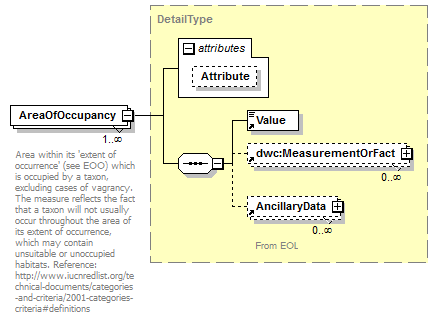 DetailType
attributes
Attribute
AreaOfOccupancy
1..∞
Area within its 'extent of
occurrence' (see EOO) which
is occupied by a taxon,
excluding cases of vagrancy.
The measure reflects the fact
that a taxon will not usually
occur throughout the area of
its extent of occurrence,
which may contain
unsuitable or unoccupied
habitats. Reference:
http://www.iucnredlist.org/te
chnical-documents/categories
-and-criteria/2001-categories-
criteria#definitions
Value
dwc:MeasurementOrFact
0..∞
AncillaryData
0..∞
From EOL